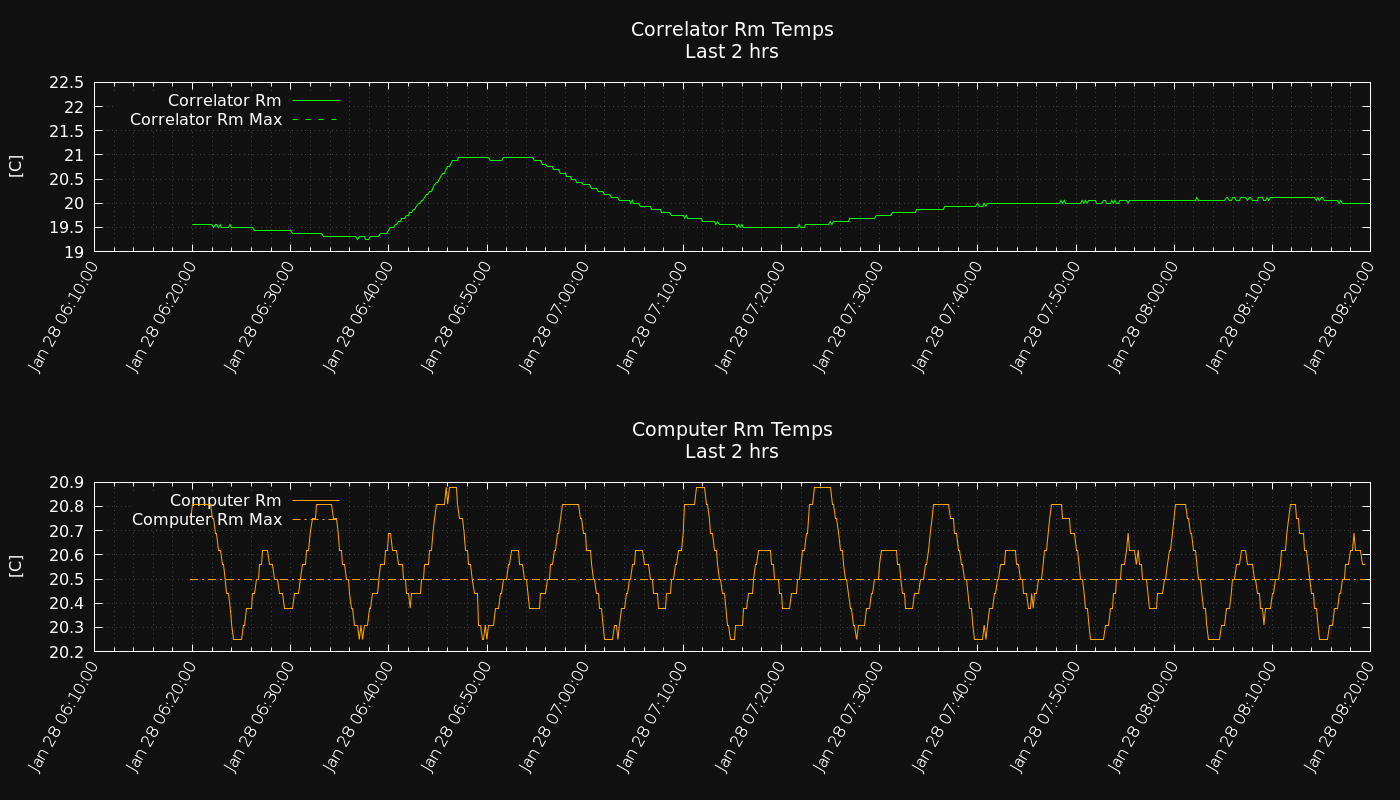 Correlator Rm Temps
Last 2 hrs
22.5
22
21.5
21
20.5
20
19.5
19
[C]
Correlator Rm
Correlator Rm Max
Jan 28 06:10:00
Jan 28 06:20:00
Jan 28 06:30:00
Jan 28 06:40:00
Jan 28 06:50:00
Jan 28 07:00:00
Jan 28 07:10:00
Jan 28 07:20:00
Jan 28 07:30:00
Jan 28 07:40:00
Jan 28 07:50:00
Jan 28 08:00:00
Jan 28 08:10:00
Jan 28 08:20:00
Computer Rm Temps
Last 2 hrs
20.9
20.8
20.7
20.6
20.5
20.4
20.3
20.2
[C]
Computer Rm
Computer Rm Max
Jan 28 06:10:00
Jan 28 06:20:00
Jan 28 06:30:00
Jan 28 06:40:00
Jan 28 06:50:00
Jan 28 07:00:00
Jan 28 07:10:00
Jan 28 07:20:00
Jan 28 07:30:00
Jan 28 07:40:00
Jan 28 07:50:00
Jan 28 08:00:00
Jan 28 08:10:00
Jan 28 08:20:00